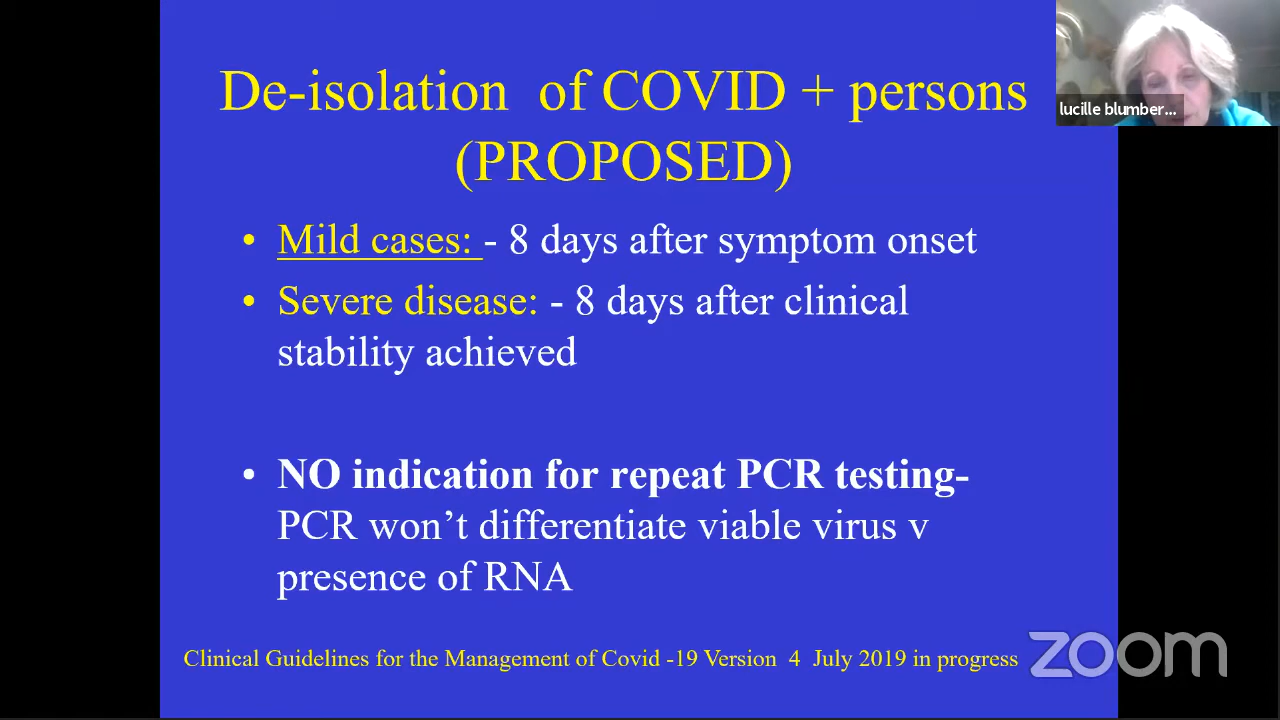 De-isolation of COVID + persons
(PROPOSED)
lucille blumber...
• Mild cases: - 8 days after symptom onset
• Severe disease: - 8 days after clinical
stability achieved
• NO indication for repeat PCR testing-
PCR won’t differentiate viable virus v
presence of RNA
Clinical Guidelines for the Management of Covid -19 Version 4 July 2019 in progress
zoom